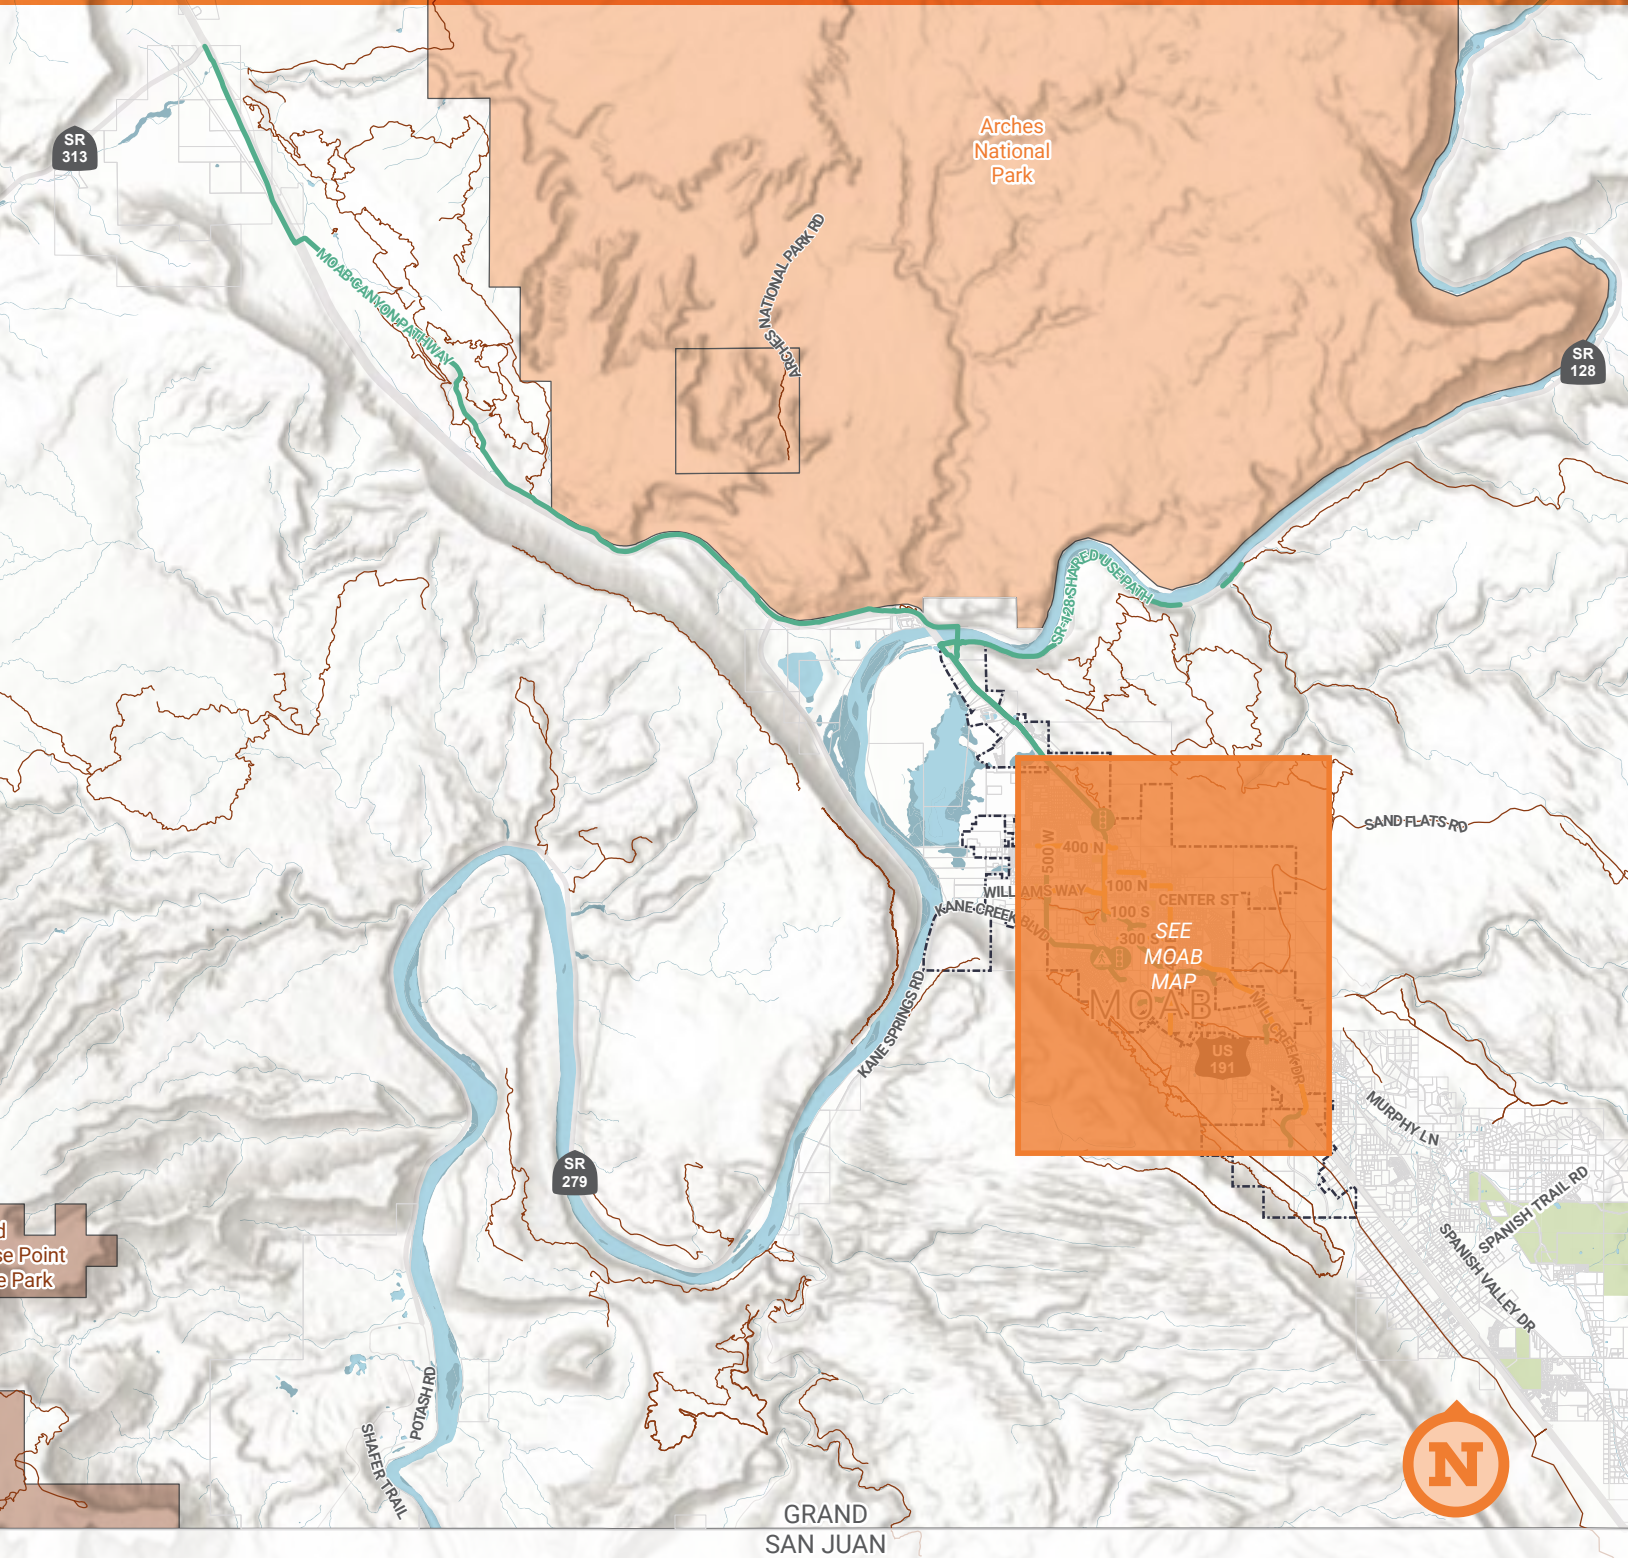 SR
313
Arches
National
Park
ARCHES NATIONAL PARK RD
MOAB CANYON PATHWAY
SR
128
SR-128 SHARED USE PATH
SAND FLATS RD
500 W
400 N
WILLIAMS WAY
100 N
CENTER ST
KANE CREEK BLVD
100 S
300 S
SEE
MOAB
MAP
MOAB
MILL CREEK DR
US
191
KANE SPRINGS RD
MURPHY LN
SR
279
SPANISH TRAIL RD
SPANISH VALLEY DR
d
se Point
e Park
POTASH RD
SHAFER TRAIL
N
GRAND
SAN JUAN